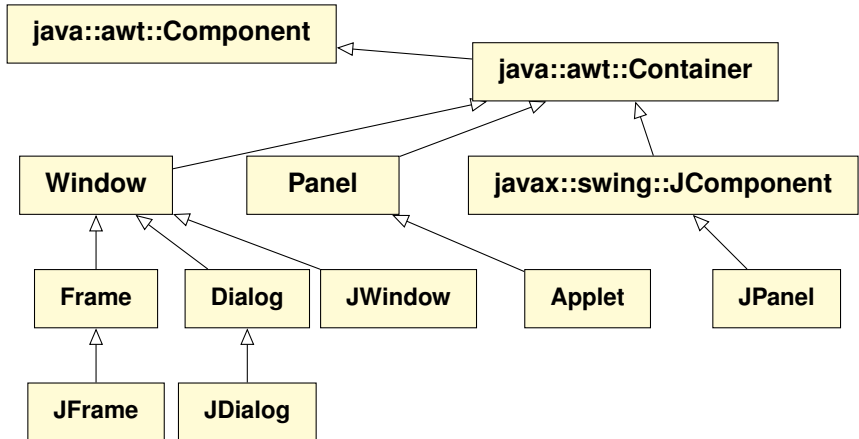 java::awt::Component
java::awt::Container
Window
Panel
javax::swing::JComponent
Frame
Dialog
JWindow
Applet
JPanel
JFrame
JDialog